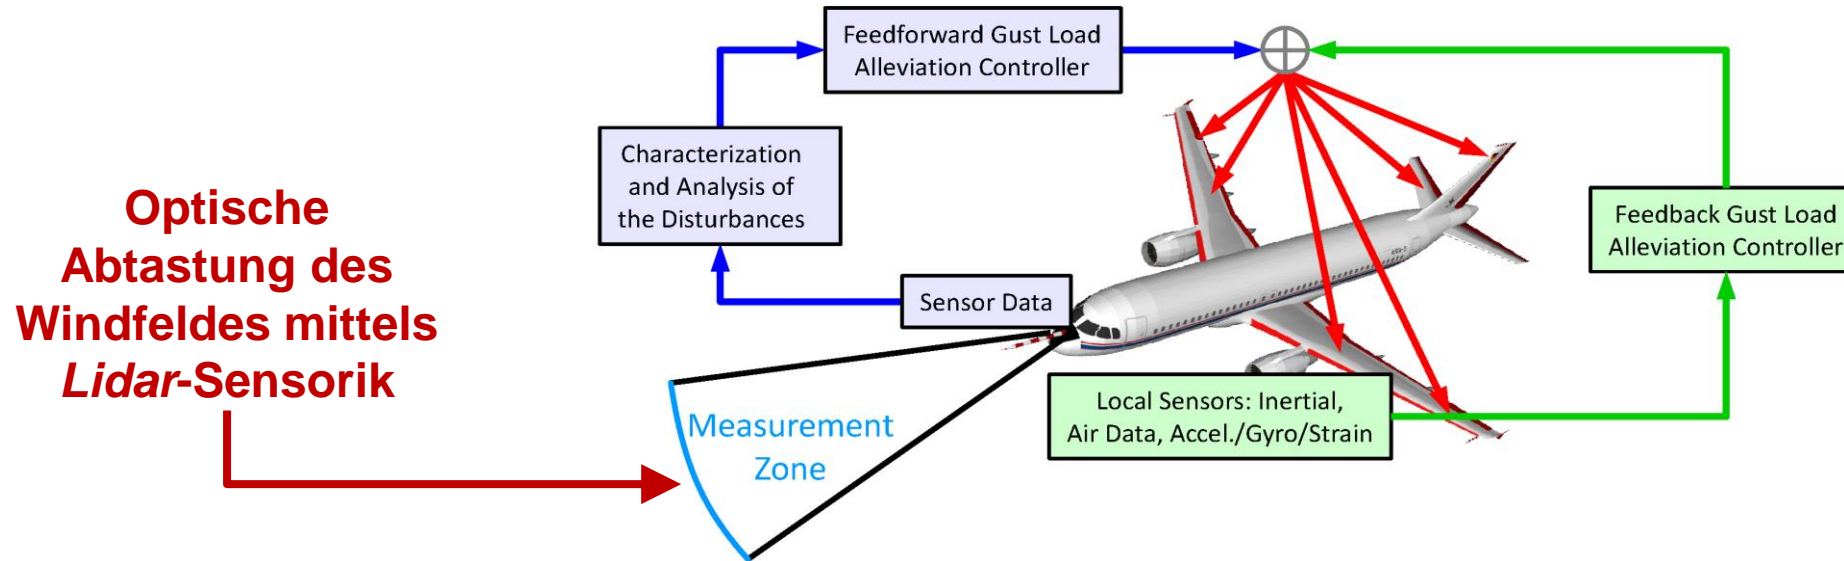 Optische
Abtastung des
Windfeldes mittels
Lidar-Sensorik
Feedforward Gust Load
Alleviation Controller
Characterization
and Analysis of
the Disturbances
Sensor Data
Measurement
Zone
Local Sensors: Inertial,
Air Data, Accel./Gyro/Strain
Feedback Gust Load
Alleviation Controller